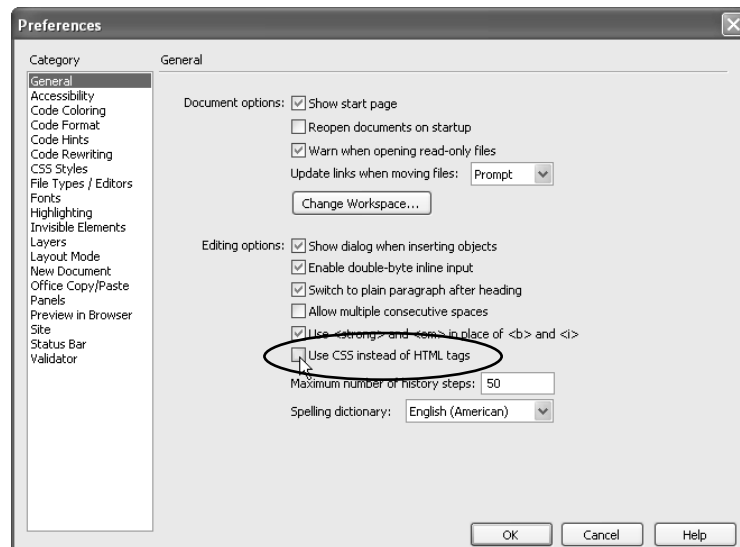 Preferences
Category
General
Accessibility
Code Coloring
Code Format
Code Hints
Code Rewriting
CSS Styles
File Types / Editors
Fonts
Highlighting
Invisible Elements
Layers
Layout Mode
New Document
Office Copy/Paste
Panels
Preview in Browser
Site
Status Bar
Validator
General
Document options: Show start page
Reopen documents on startup
Warn when opening read-only files
Update links when moving files: Prompt
Change Workspace...
Editing options: Show dialog when inserting objects
Enable double-byte inline input
Switch to plain paragraph after heading
Allow multiple consecutive spaces
Use <strong> and <em> in place of <b> and <i>
Use CSS instead of HTML tags
Maximum number of history steps: 50
Spelling dictionary: English (American)
OK Cancel Help